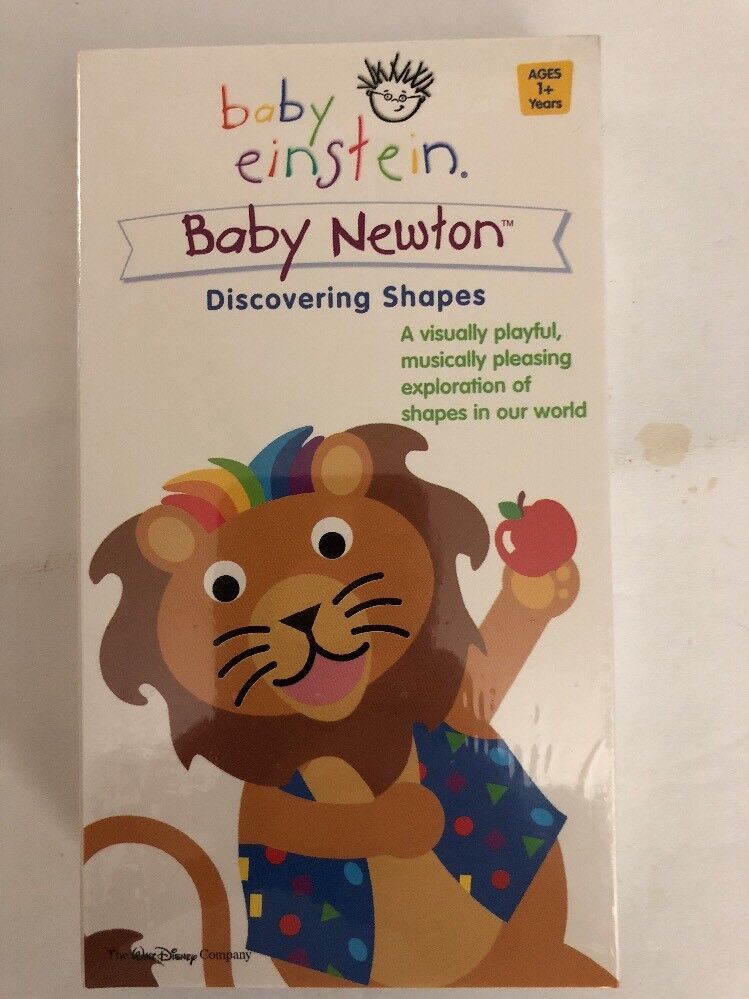 baby
einstein.
AGES
1+
Years
Baby Newton™
Discovering Shapes
A visually playful,
musically pleasing
exploration of
shapes in our world
The Walt Disney Company